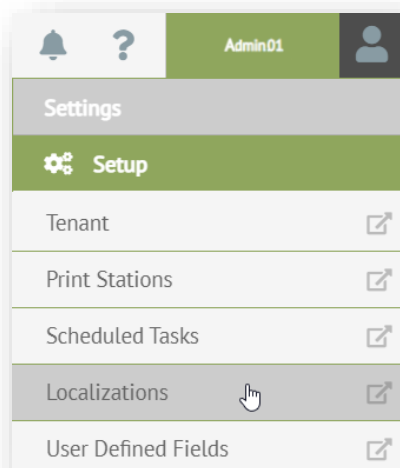 Admin01
Settings
Setup
Tenant
Print Stations
Scheduled Tasks
Localizations
User Defined Fields